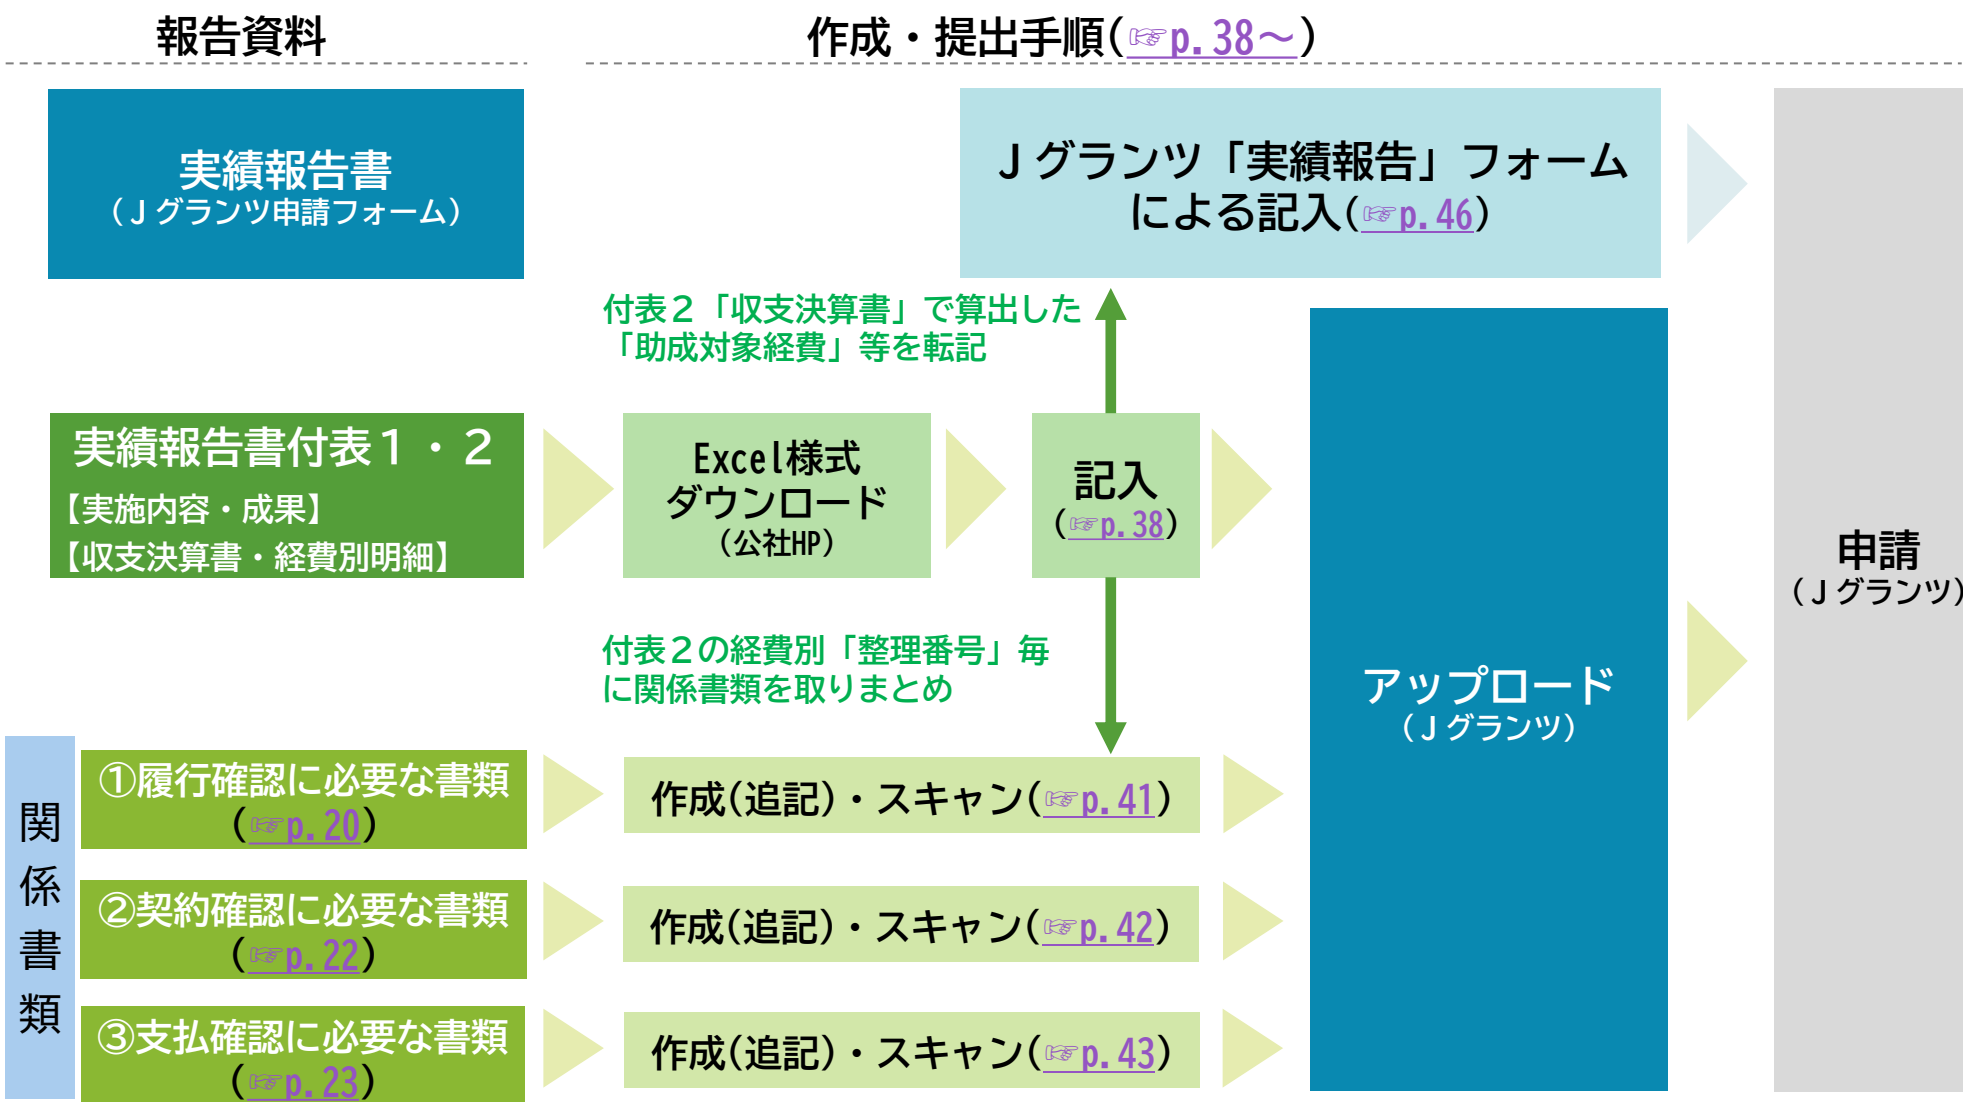 報告資料
作成・提出手順(☞p.38～)
実績報告書
（Ｊグランツ申請フォーム）
Ｊグランツ「実績報告」フォーム
による記入(☞p.46)
付表２「収支決算書」で算出した
「助成対象経費」等を転記
実績報告書付表１・２
【実施内容・成果】
【収支決算書・経費別明細】
Excel様式
ダウンロード
（公社HP）
記入
(☞p.38)
付表２の経費別「整理番号」毎
に関係書類を取りまとめ
アップロード
（Ｊグランツ）
申請
（Ｊグランツ）
関係書類
①履行確認に必要な書類
(☞p.20)
作成(追記)・スキャン(☞p.41)
②契約確認に必要な書類
(☞p.22)
作成(追記)・スキャン(☞p.42)
③支払確認に必要な書類
(☞p.23)
作成(追記)・スキャン(☞p.43)